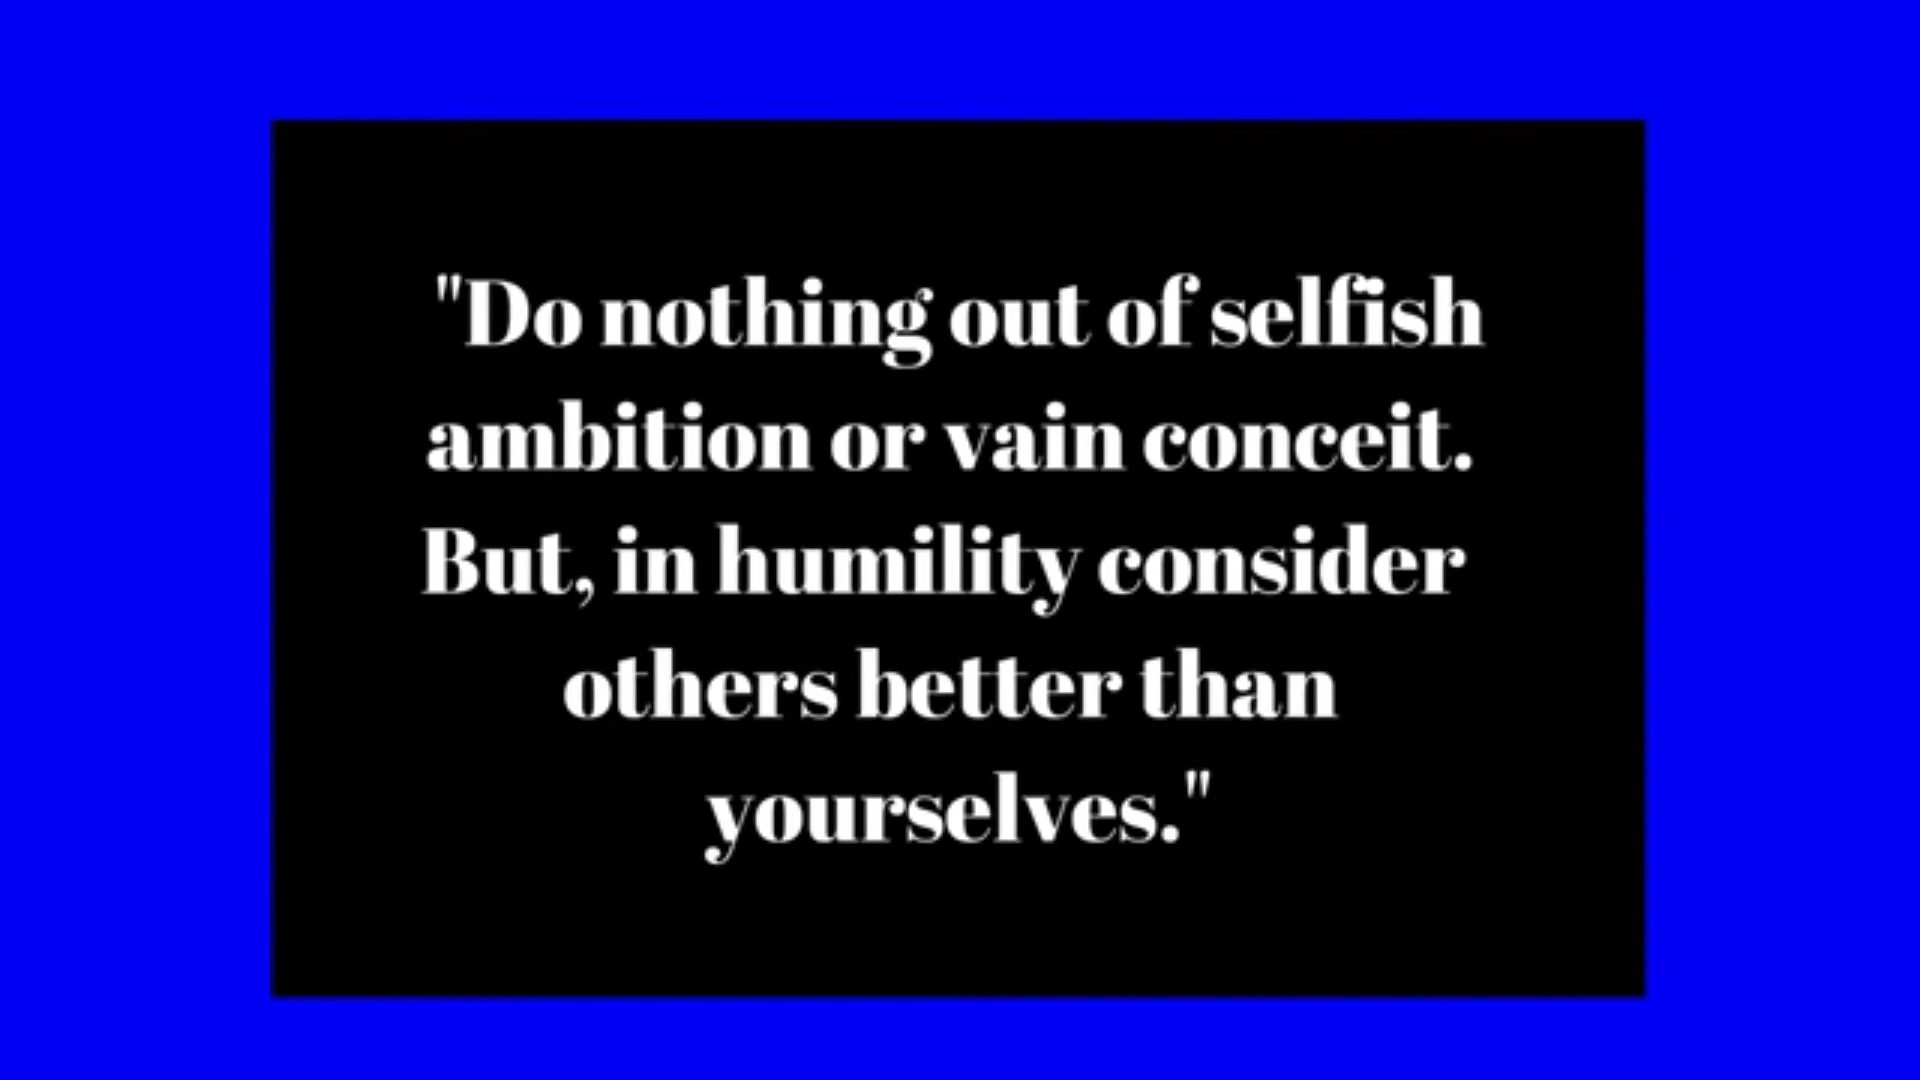 "Do nothing out of selfish
ambition or vain conceit.
But, in humility consider
others better than
yourselves."